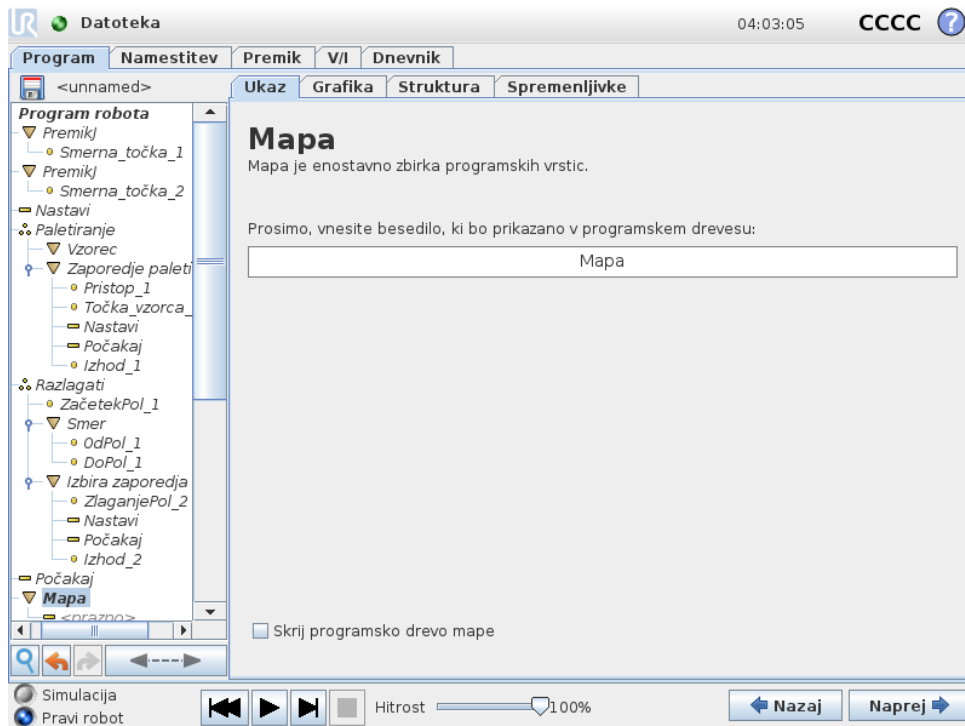 UR Datoteka 04:03:05 CCCC ?
Program Namestitev Premik V/I Dnevnik
<unnamed>
Ukaz Grafika Struktura Spremenljivke
Program robota
PremikJ
Smerna_točka_1
PremikJ
Smerna_točka_2
Nastavi
Paletiranje
Vzorec
Zaporedje paleti
Pristop_1
Točka_vzorca_
Nastavi
Počakaj
Izhod_1
Razlagati
ZačetekPol_1
Smer
OdPol_1
DoPol_1
Izbira zaporedja
ZlaganjePol_2
Nastavi
Počakaj
Izhod_2
Počakaj
Mapa
<prazno>
Mapa
Mapa je enostavno zbirka programskih vrstic.
Prosimo, vnesite besedilo, ki bo prikazano v programskem drevesu:
Mapa
Skrij programsko drevo mape
Simulacija
Pravi robot
Hitrost 100%
Nazaj Naprej